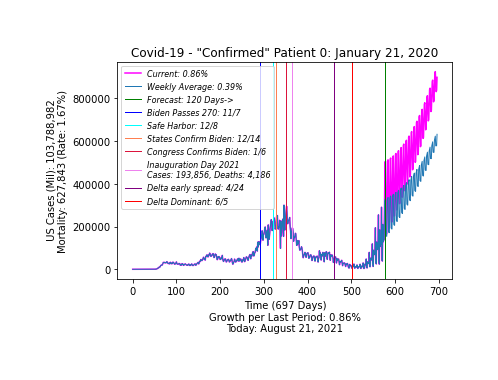 Covid-19 - "Confirmed" Patient 0: January 21, 2020
US Cases (Mil): 103,788,982
Mortality: 627,843 (Rate: 1.67%)
800000
600000
400000
200000
0
Current: 0.86%
Weekly Average: 0.39%
Forecast: 120 Days->
Biden Passes 270: 11/7
Safe Harbor: 12/8
States Confirm Biden: 12/14
Congress Confirms Biden: 1/6
Inauguration Day 2021
Cases: 193,856, Deaths: 4,186
Delta early spread: 4/24
Delta Dominant: 6/5
0 100 200 300 400 500 600 700
Time (697 Days)
Growth per Last Period: 0.86%
Today: August 21, 2021